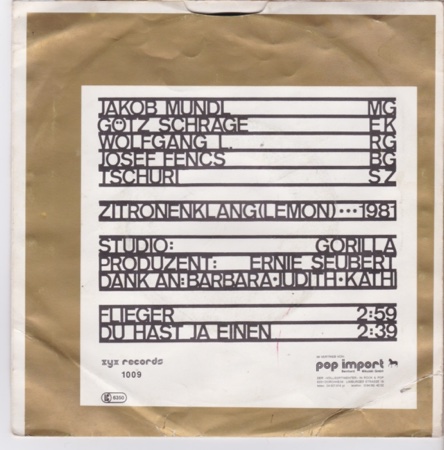 JAKOB MUNDL MG
GÖTZ SCHRAGE EK
WOLFGANG L. RG
JOSEF FENCS BG
TSCHURI SZ
ZITRONENKLANG(LEMON)•••1981
STUDIO: GORILLA
PRODUZENT: ERNIE SEUBERT
DANK AN:BARBARA•JUDITH•KATHI
FLIEGER 2:59
DU HAST JA EINEN 2:39
xyz records
1009
pop import